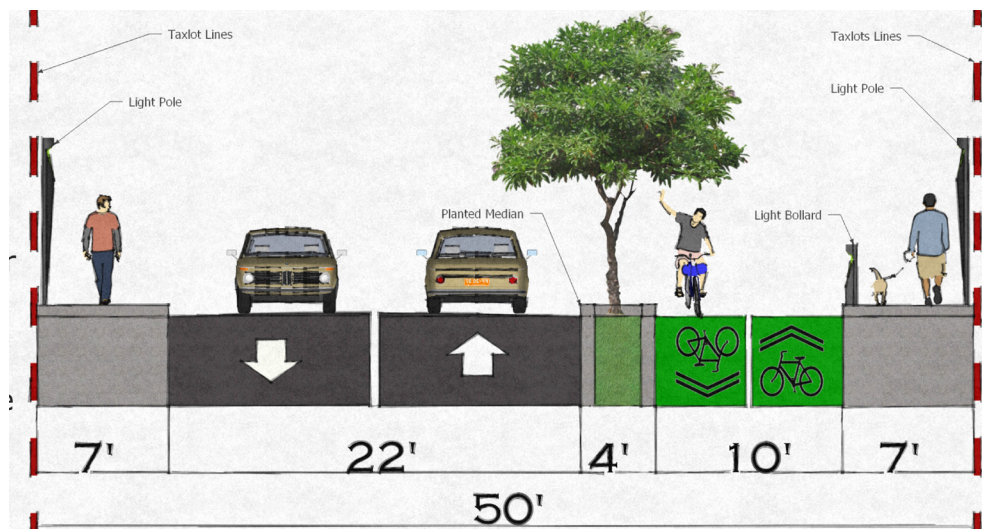 Taxlot Lines
Taxlots Lines
Light Pole
Light Pole
Planted Median
Light Bollard
7'
22'
4'
10'
7'
50'